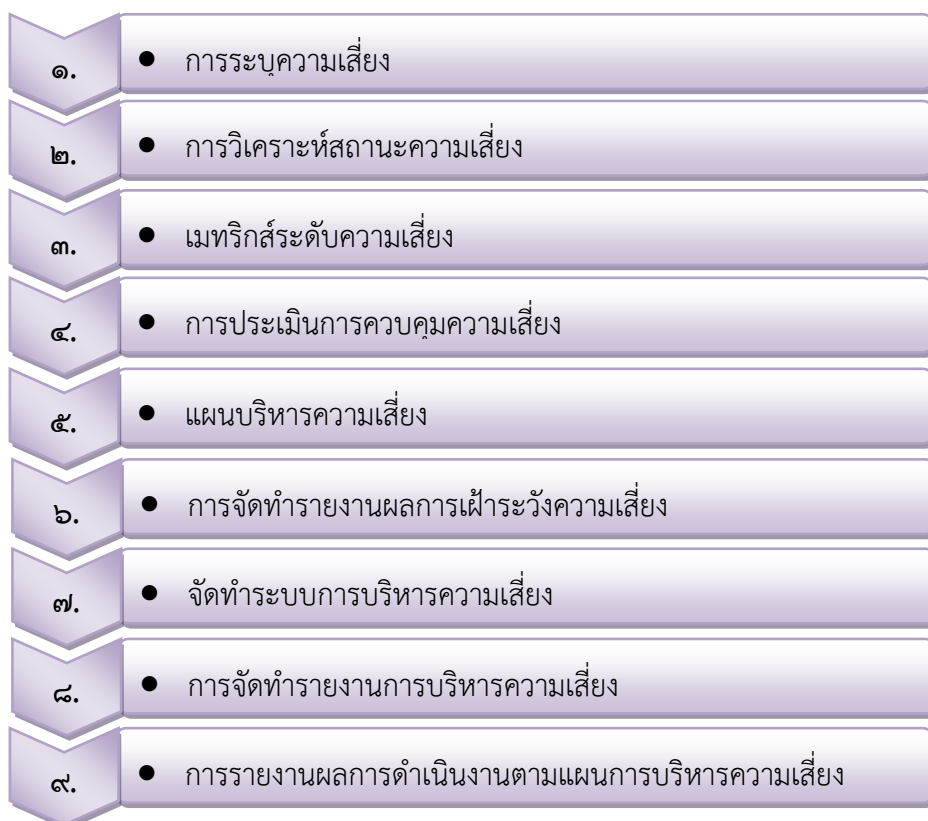 ๑. • การระบุความเสี่ยง
๒. • การวิเคราะห์สถานะความเสี่ยง
๓. • เมทริกส์ระดับความเสี่ยง
๔. • การประเมินการควบคุมความเสี่ยง
๕. • แผนบริหารความเสี่ยง
๖. • การจัดทำรายงานผลการเฝ้าระวังความเสี่ยง
๗. • จัดทำระบบการบริหารความเสี่ยง
๘. • การจัดทำรายงานการบริหารความเสี่ยง
๙. • การรายงานผลการดำเนินงานตามแผนการบริหารความเสี่ยง